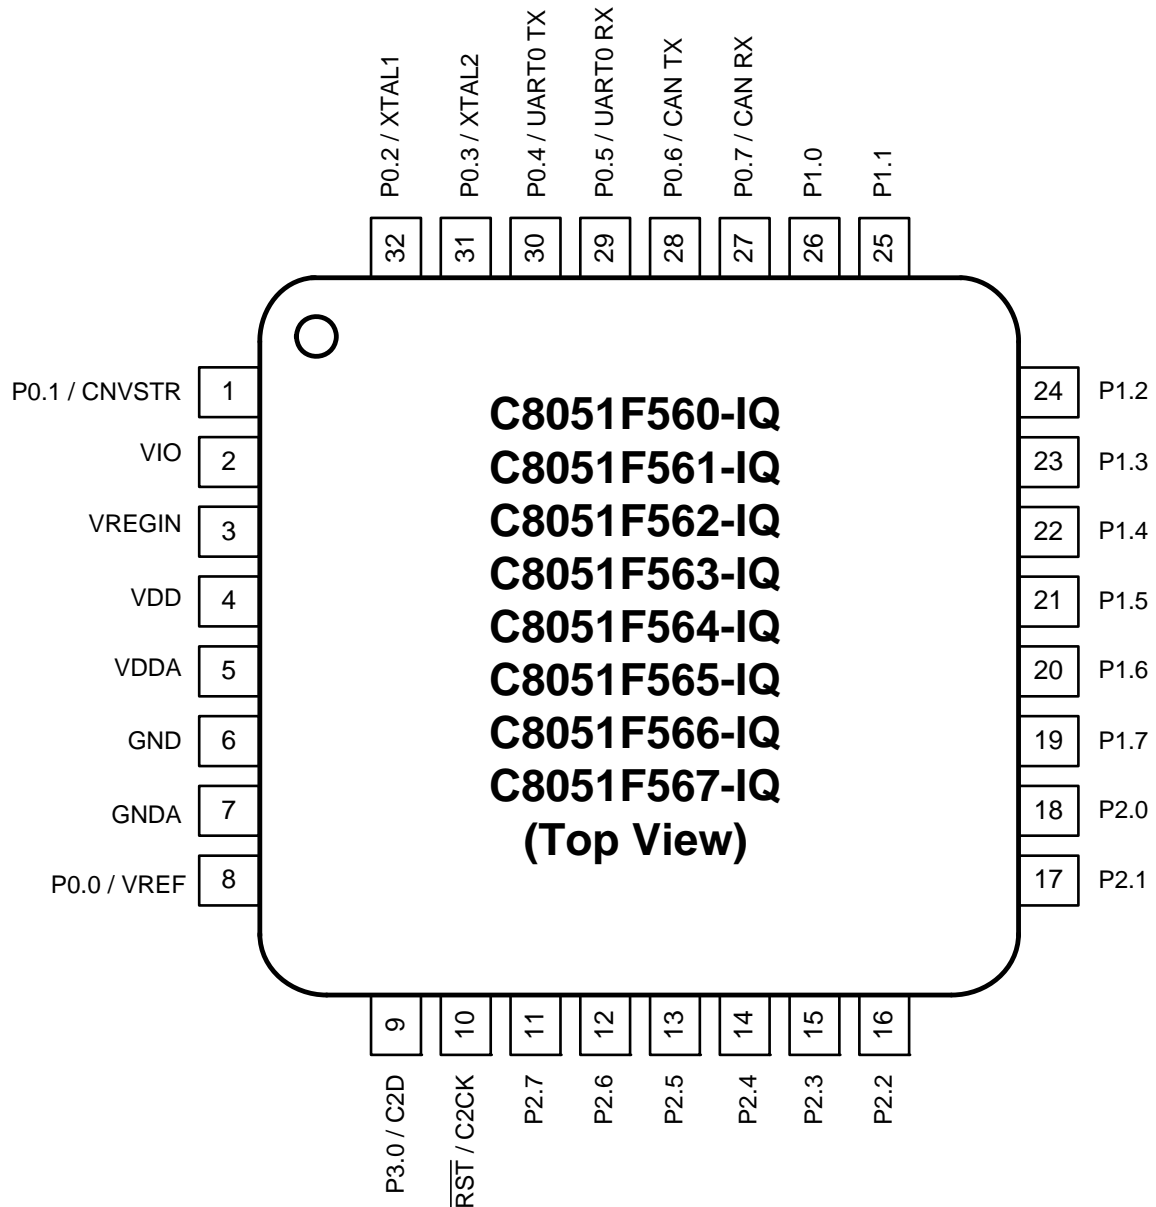 P0.2 / XTAL1
P0.3 / XTAL2
P0.4 / UART0 TX
P0.5 / UART0 RX
P0.6 / CAN TX
P0.7 / CAN RX
P1.0
P1.1
32
31
30
29
28
27
26
25
P0.1 / CNVSTR 1
VIO 2
VREGIN 3
VDD 4
VDDA 5
GND 6
GNDA 7
P0.0 / VREF 8
C8051F560-IQ
C8051F561-IQ
C8051F562-IQ
C8051F563-IQ
C8051F564-IQ
C8051F565-IQ
C8051F566-IQ
C8051F567-IQ
(Top View)
24 P1.2
23 P1.3
22 P1.4
21 P1.5
20 P1.6
19 P1.7
18 P2.0
17 P2.1
9
10
11
12
13
14
15
16
P3.0 / C2D
RST / C2CK
P2.7
P2.6
P2.5
P2.4
P2.3
P2.2